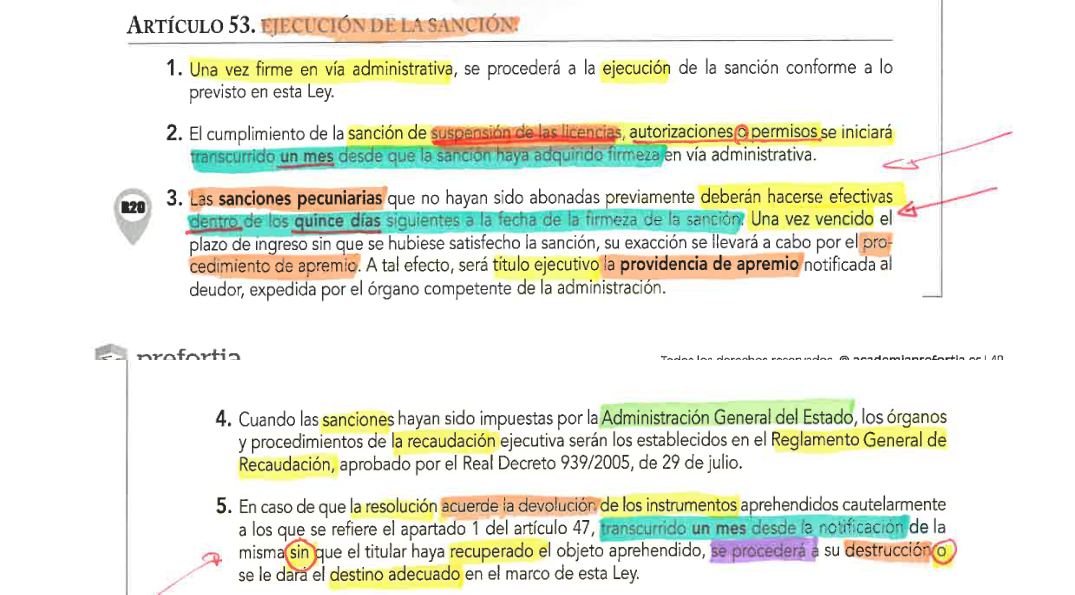 ARTÍCULO 53. EJECUCIÓN DE LA SANCIÓN.
1. Una vez firme en vía administrativa, se procederá a la ejecución de la sanción conforme a lo
previsto en esta Ley.
2. El cumplimiento de la sanción de suspensión de las licencias, autorizaciones o permisos se iniciará
transcurrido un mes desde que la sanción haya adquirido firmeza en vía administrativa.
R20
3. Las sanciones pecuniarias que no hayan sido abonadas previamente deberán hacerse efectivas
dentro de los quince días siguientes a la fecha de la firmeza de la sanción. Una vez vencido el
plazo de ingreso sin que se hubiese satisfecho la sanción, su exacción se llevará a cabo por el pro-
cedimiento de apremio. A tal efecto, será título ejecutivo la providencia de apremio notificada al
deudor, expedida por el órgano competente de la administración.
prefortia Todos los derechos reservados. @ academiaprefortia.es |
4. Cuando las sanciones hayan sido impuestas por la Administración General del Estado, los órganos
y procedimientos de la recaudación ejecutiva serán los establecidos en el Reglamento General de
Recaudación, aprobado por el Real Decreto 939/2005, de 29 de julio.
5. En caso de que la resolución acuerde la devolución de los instrumentos aprehendidos cautelarmente
a los que se refiere el apartado 1 del artículo 47, transcurrido un mes desde la notificación de la
misma sin que el titular haya recuperado el objeto aprehendido, se procederá a su destrucción o
se le dará el destino adecuado en el marco de esta Ley.